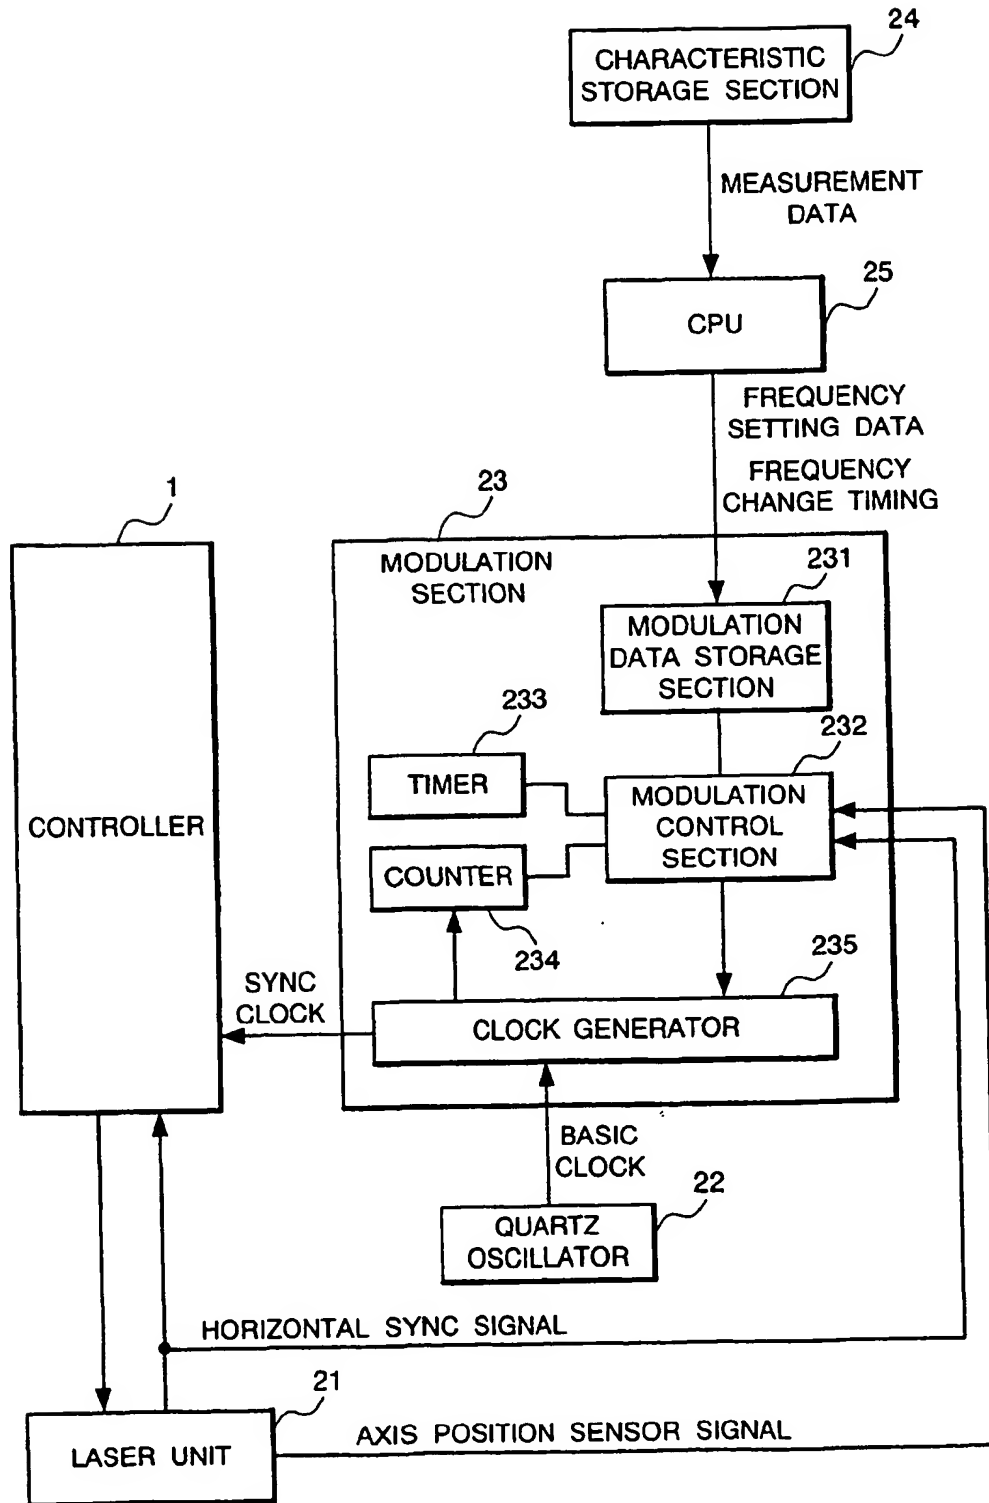 24
CHARACTERISTIC
STORAGE SECTION
MEASUREMENT
DATA
25
CPU
FREQUENCY
SETTING DATA
FREQUENCY
CHANGE TIMING
1
23
MODULATION
SECTION
231
MODULATION
DATA STORAGE
SECTION
233
232
TIMER
MODULATION
CONTROL
SECTION
CONTROLLER
COUNTER
234
235
SYNC
CLOCK
CLOCK GENERATOR
BASIC
CLOCK
22
QUARTZ
OSCILLATOR
HORIZONTAL SYNC SIGNAL
21
LASER UNIT
AXIS POSITION SENSOR SIGNAL